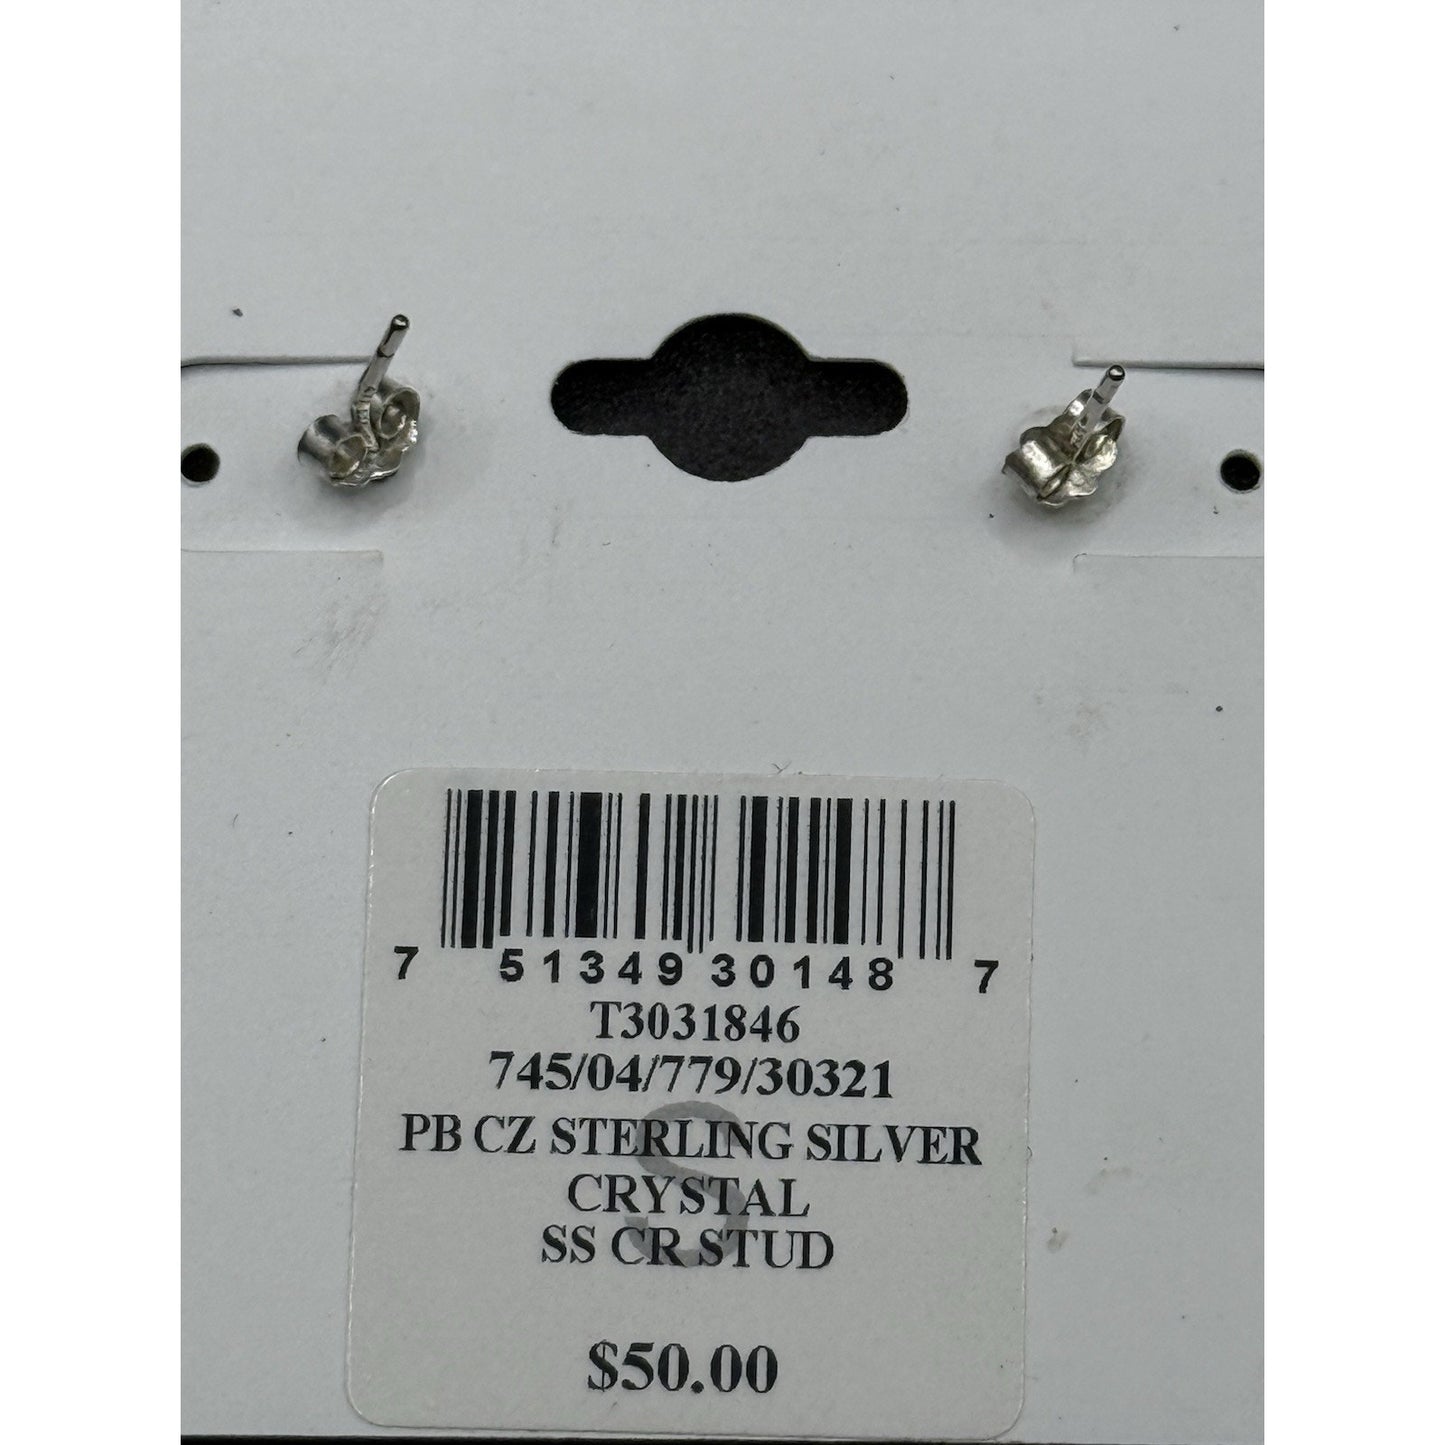 7 51349 30148 7
T3031846
745/04/779/30321
PB CZ STERLING SILVER
CRYSTAL
SS CR STUD
S
$50.00